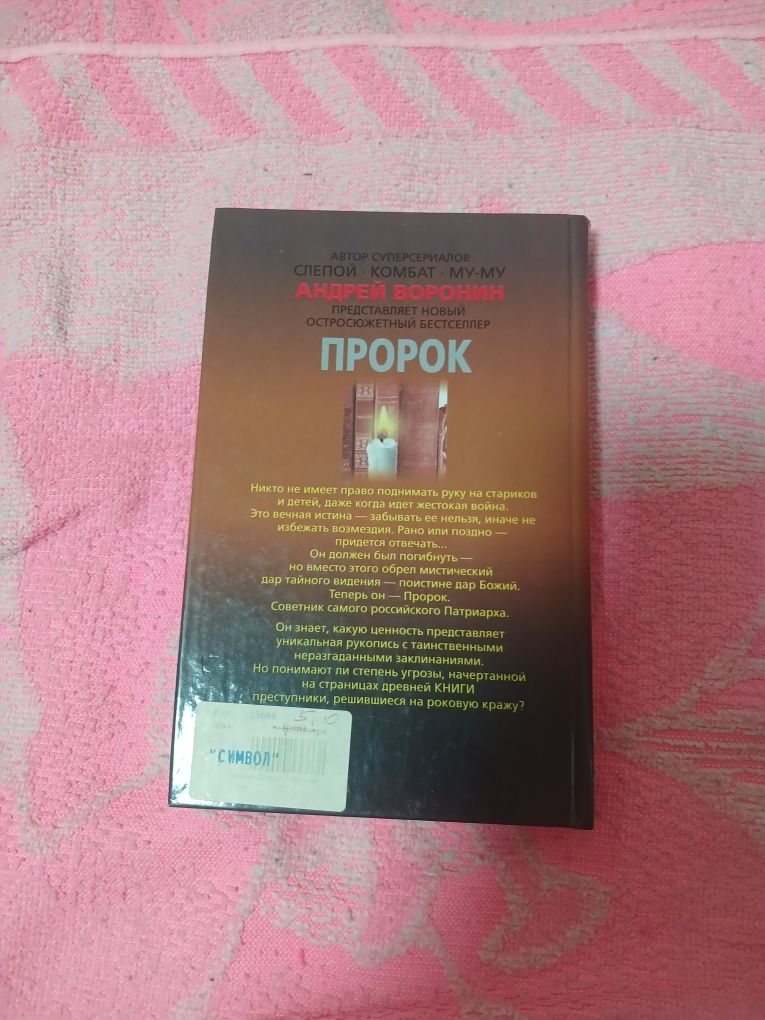 АВТОР СУПЕРСЕРИАЛОВ
СЛЕПОЙ · КОМБАТ · МУ-МУ
АНДРЕЙ ВОРОНИН
ПРЕДСТАВЛЯЕТ НОВЫЙ
ОСТРОСЮЖЕТНЫЙ БЕСТСЕЛЛЕР
ПРОРОК
Никто не имеет право поднимать руку на стариков
и детей, даже когда идет жестокая война.
Это вечная истина — забывать ее нельзя, иначе не
избежать возмездия. Рано или поздно —
придется отвечать...
Он должен был погибнуть —
но вместо этого обрел мистический
дар тайного видения — поистине дар Божий.
Теперь он — Пророк.
Советник самого российского Патриарха.
Он знает, какую ценность представляет
уникальная рукопись с таинственными
неразгаданными заклинаниями.
Но понимают ли степень угрозы, начертанной
на страницах древней КНИГИ
преступники, решившиеся на роковую кражу?
13686 5,0
"СИМВОЛ"